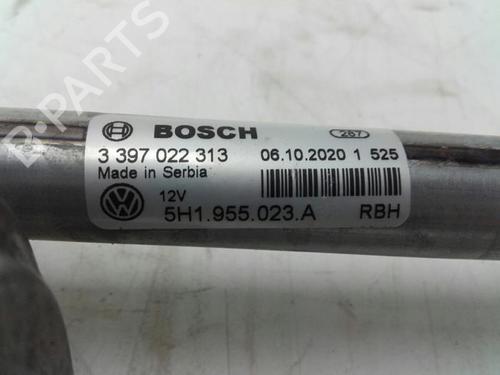 B-PARTS
BOSCH 287
3 397 022 313 06.10.2020 1 525
Made in Serbia
12V
5H1.955.023.A RBH